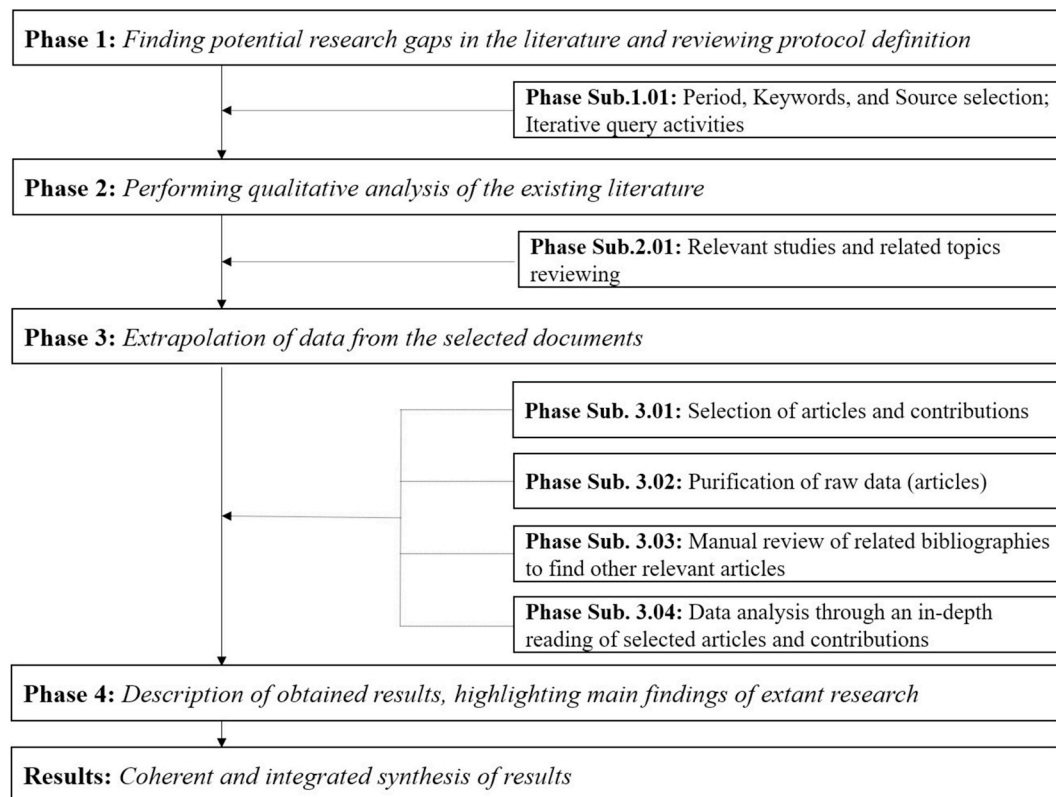 Phase 1: Finding potential research gaps in the literature and reviewing protocol definition
Phase Sub.1.01: Period, Keywords, and Source selection;
Iterative query activities
Phase 2: Performing qualitative analysis of the existing literature
Phase Sub.2.01: Relevant studies and related topics
reviewing
Phase 3: Extrapolation of data from the selected documents
Phase Sub. 3.01: Selection of articles and contributions
Phase Sub. 3.02: Purification of raw data (articles)
Phase Sub. 3.03: Manual review of related bibliographies
to find other relevant articles
Phase Sub. 3.04: Data analysis through an in-depth
reading of selected articles and contributions
Phase 4: Description of obtained results, highlighting main findings of extant research
Results: Coherent and integrated synthesis of results